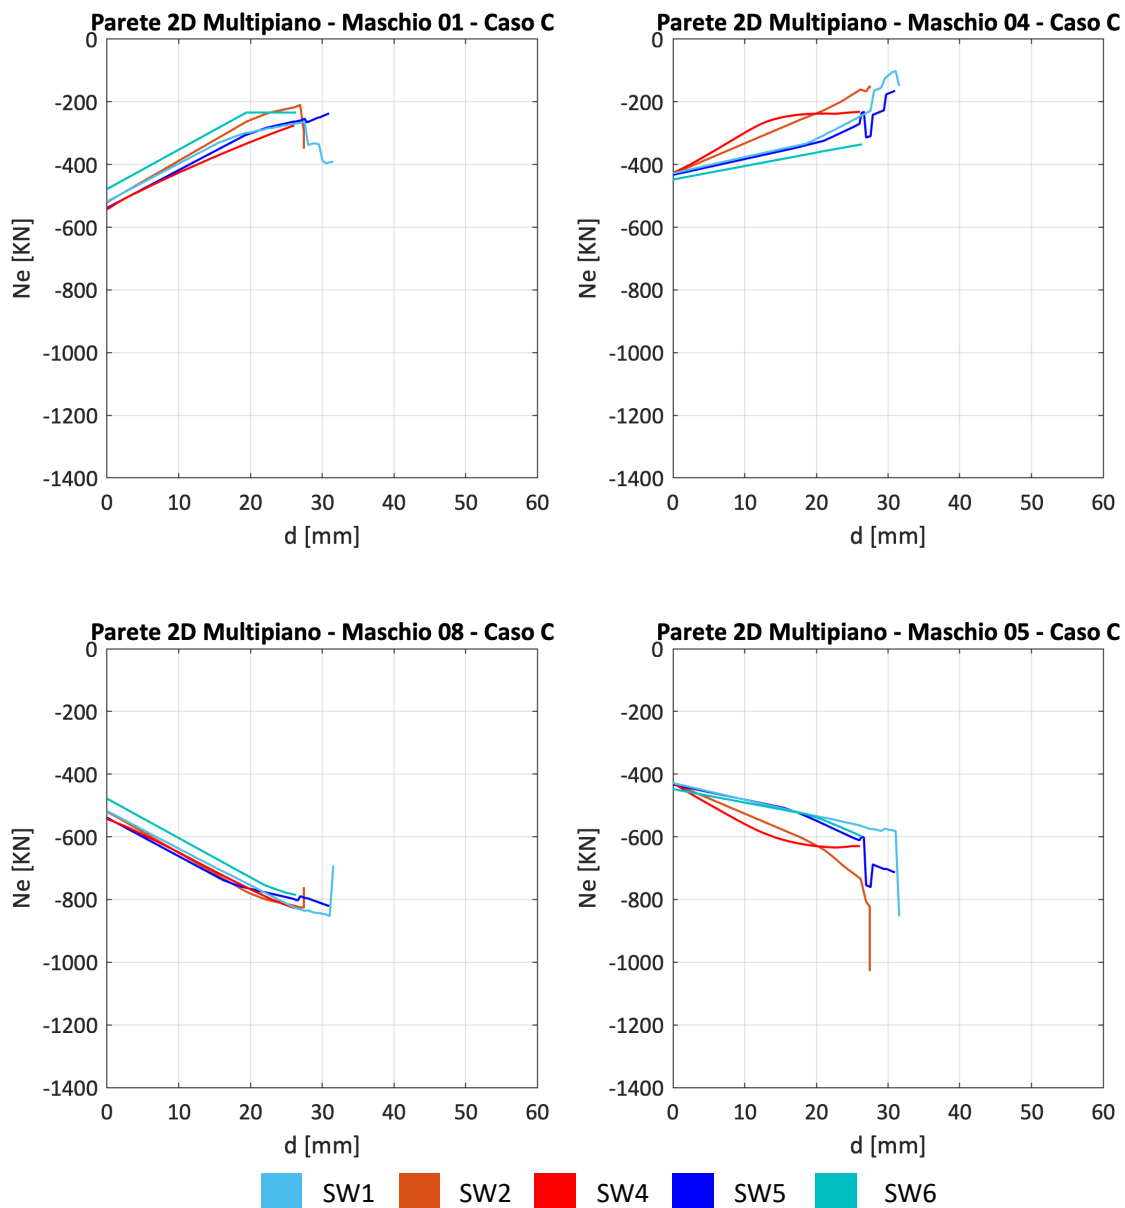 Parete 2D Multipiano - Maschio 01 - Caso C
0
-200
-400
-600
-800
-1000
-1200
-1400
Ne [KN]
0 10 20 30 40 50 60
d [mm]
Parete 2D Multipiano - Maschio 04 - Caso C
0
-200
-400
-600
-800
-1000
-1200
-1400
Ne [KN]
0 10 20 30 40 50 60
d [mm]
Parete 2D Multipiano - Maschio 08 - Caso C
0
-200
-400
-600
-800
-1000
-1200
-1400
Ne [KN]
0 10 20 30 40 50 60
d [mm]
Parete 2D Multipiano - Maschio 05 - Caso C
0
-200
-400
-600
-800
-1000
-1200
-1400
Ne [KN]
0 10 20 30 40 50 60
d [mm]
SW1 SW2 SW4 SW5 SW6